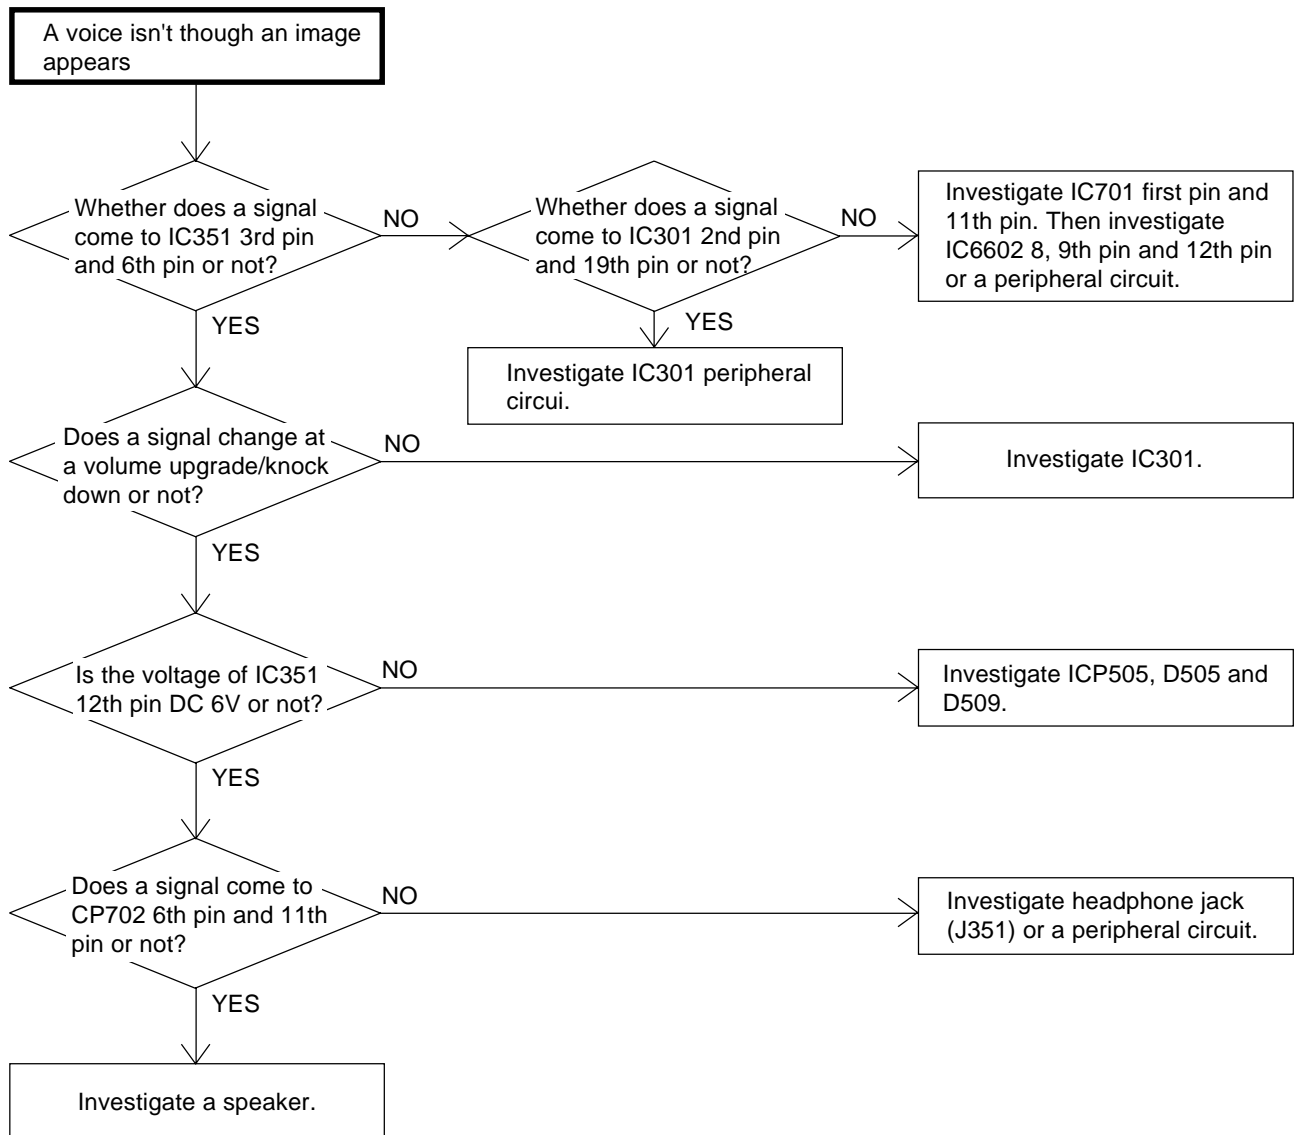 A voice isn't though an image
appears
Whether does a signal
come to IC351 3rd pin
and 6th pin or not?
NO
Whether does a signal
come to IC301 2nd pin
and 19th pin or not?
NO
Investigate IC701 first pin and
11th pin. Then investigate
IC6602 8, 9th pin and 12th pin
or a peripheral circuit.
YES
YES
Investigate IC301 peripheral
circui.
Does a signal change at
a volume upgrade/knock
down or not?
NO
Investigate IC301.
YES
Is the voltage of IC351
12th pin DC 6V or not?
NO
Investigate ICP505, D505 and
D509.
YES
Does a signal come to
CP702 6th pin and 11th
pin or not?
NO
Investigate headphone jack
(J351) or a peripheral circuit.
YES
Investigate a speaker.